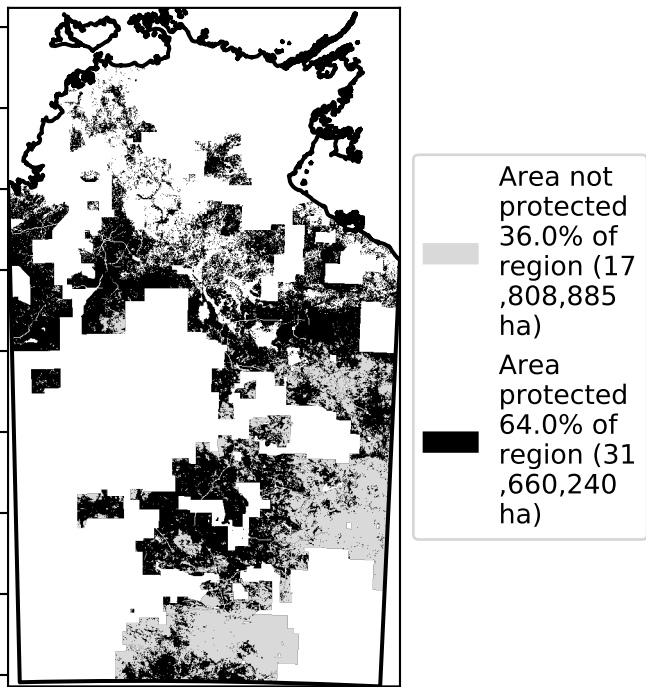 Area not
protected
36.0% of
region (17
,808,885
ha)
Area
protected
64.0% of
region (31
,660,240
ha)